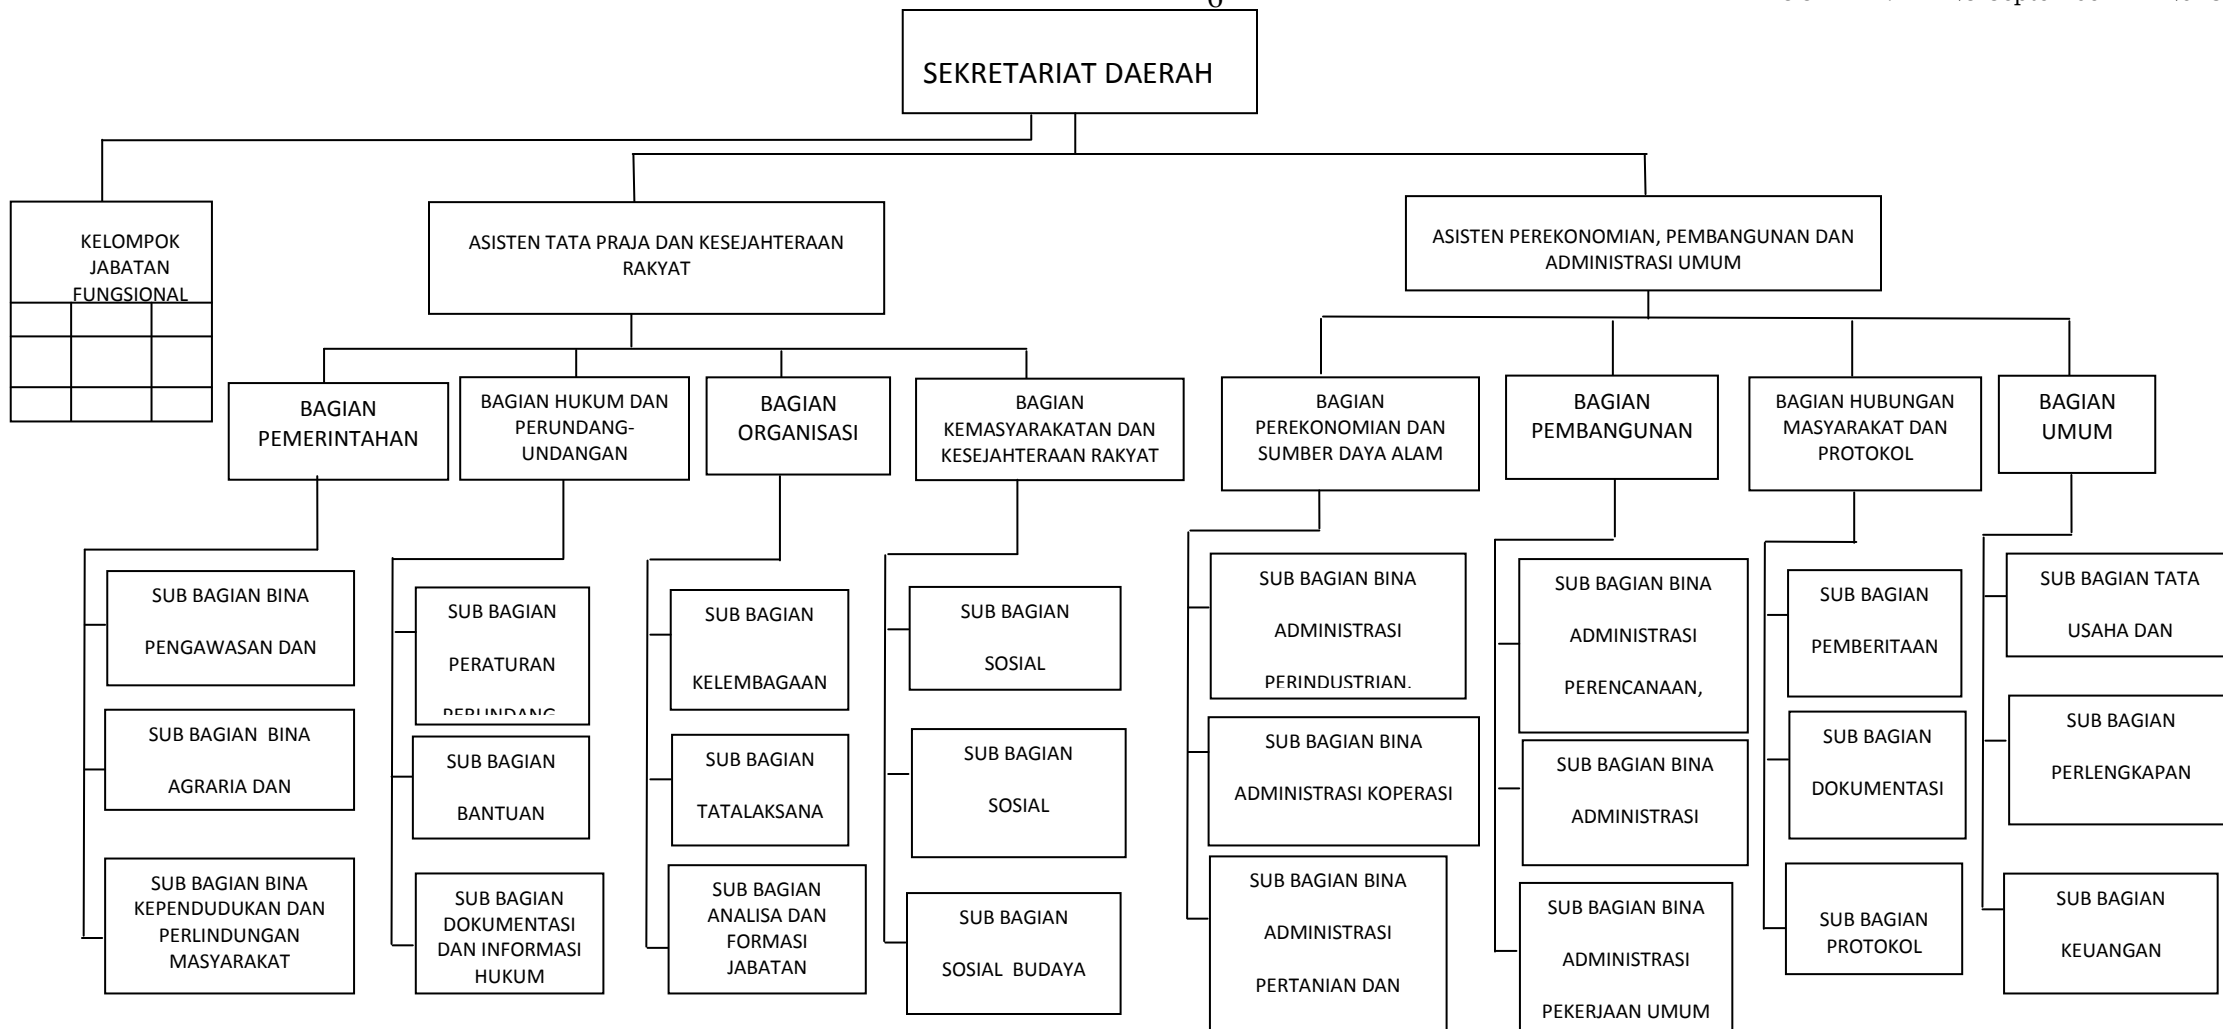 SEKRETARIAT DAERAH
KELOMPOK
JABATAN
FUNGSIONAL
ASISTEN TATA PRAJA DAN KESEJAHTERAAN
RAKYAT
ASISTEN PEREKONOMIAN, PEMBANGUNAN DAN
ADMINISTRASI UMUM
BAGIAN
PEMERINTAHAN
BAGIAN HUKUM DAN
PERUNDANG-
UNDANGAN
BAGIAN
ORGANISASI
BAGIAN
KEMASYARAKATAN DAN
KESEJAHTERAAN RAKYAT
BAGIAN
PEREKONOMIAN DAN
SUMBER DAYA ALAM
BAGIAN
PEMBANGUNAN
BAGIAN HUBUNGAN
MASYARAKAT DAN
PROTOKOL
BAGIAN
UMUM
SUB BAGIAN BINA
PENGAWASAN DAN
SUB BAGIAN  BINA
AGRARIA DAN
SUB BAGIAN BINA
KEPENDUDUKAN DAN
PERLINDUNGAN
MASYARAKAT
SUB BAGIAN
PERATURAN
PERUNDANG-
SUB BAGIAN
BANTUAN
SUB BAGIAN
DOKUMENTASI
DAN INFORMASI
HUKUM
SUB BAGIAN
KELEMBAGAAN
SUB BAGIAN
TATALAKSANA
SUB BAGIAN
ANALISA DAN
FORMASI
JABATAN
SUB BAGIAN
SOSIAL
SUB BAGIAN
SOSIAL
SUB BAGIAN
SOSIAL  BUDAYA
SUB BAGIAN BINA
ADMINISTRASI
PERINDUSTRIAN,
SUB BAGIAN BINA
ADMINISTRASI KOPERASI
SUB BAGIAN BINA
ADMINISTRASI
PERTANIAN DAN
SUB BAGIAN BINA
ADMINISTRASI
PERENCANAAN,
SUB BAGIAN BINA
ADMINISTRASI
SUB BAGIAN BINA
ADMINISTRASI
PEKERJAAN UMUM
SUB BAGIAN
PEMBERITAAN
SUB BAGIAN
DOKUMENTASI
SUB BAGIAN
PROTOKOL
SUB BAGIAN TATA
USAHA DAN
SUB BAGIAN
PERLENGKAPAN
SUB BAGIAN
KEUANGAN